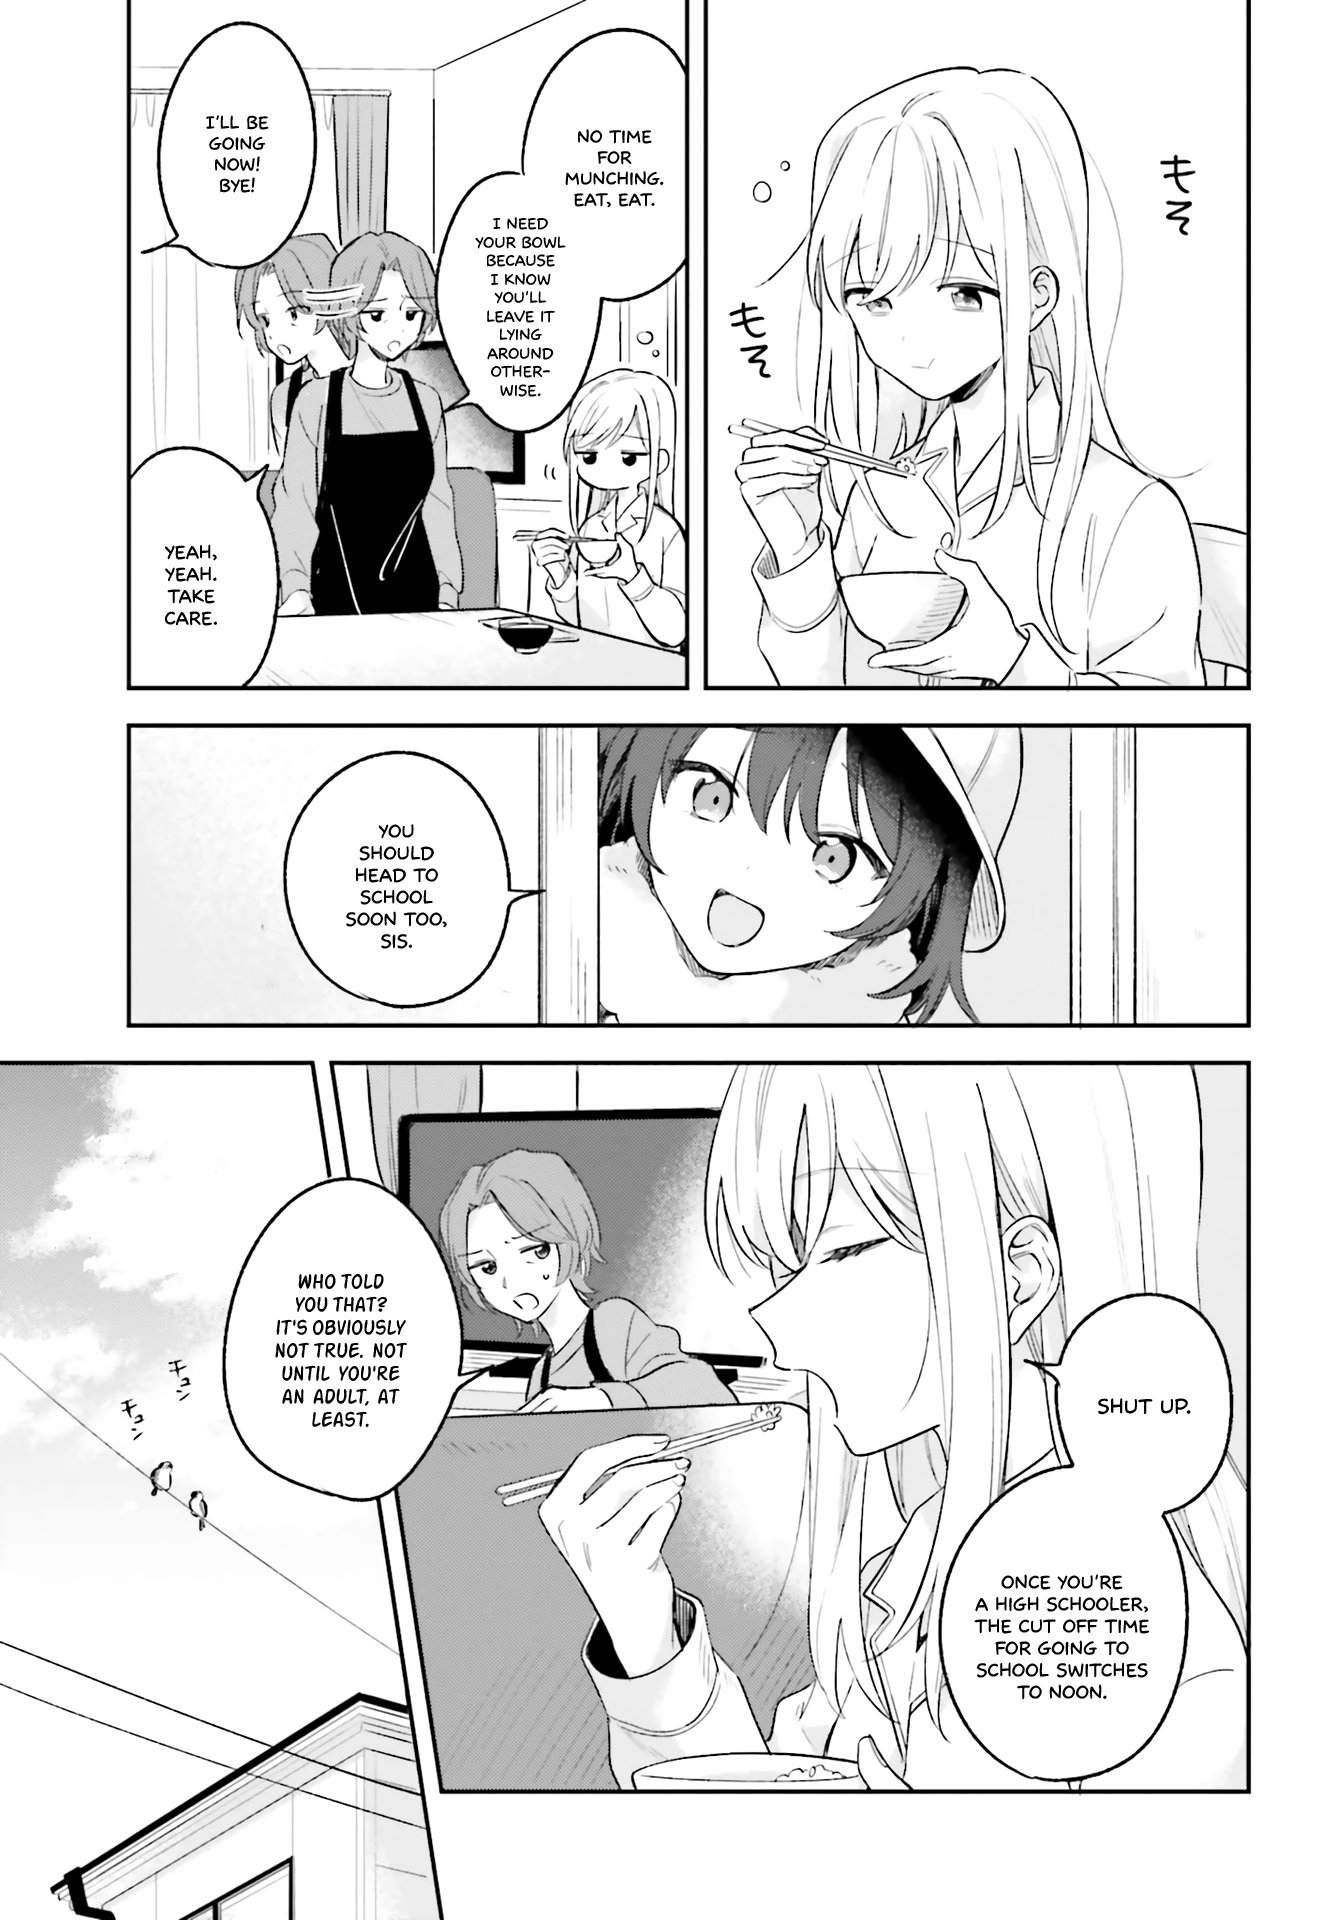 もそ
もそ
NO TIME
FOR
MUNCHING.
EAT, EAT.
I NEED
YOUR BOWL
BECAUSE
I KNOW
YOU'LL
LEAVE IT
LYING
AROUND
OTHER-
WISE.
I'LL BE
GOING
NOW!
BYE!
YEAH,
YEAH.
TAKE
CARE.
YOU
SHOULD
HEAD TO
SCHOOL
SOON TOO,
SIS.
SHUT UP.
ONCE YOU'RE
A HIGH SCHOOLER,
THE CUT OFF TIME
FOR GOING TO
SCHOOL SWITCHES
TO NOON.
WHO TOLD
YOU THAT?
IT'S OBVIOUSLY
NOT TRUE. NOT
UNTIL YOU'RE
AN ADULT, AT
LEAST.
チュン
チュン